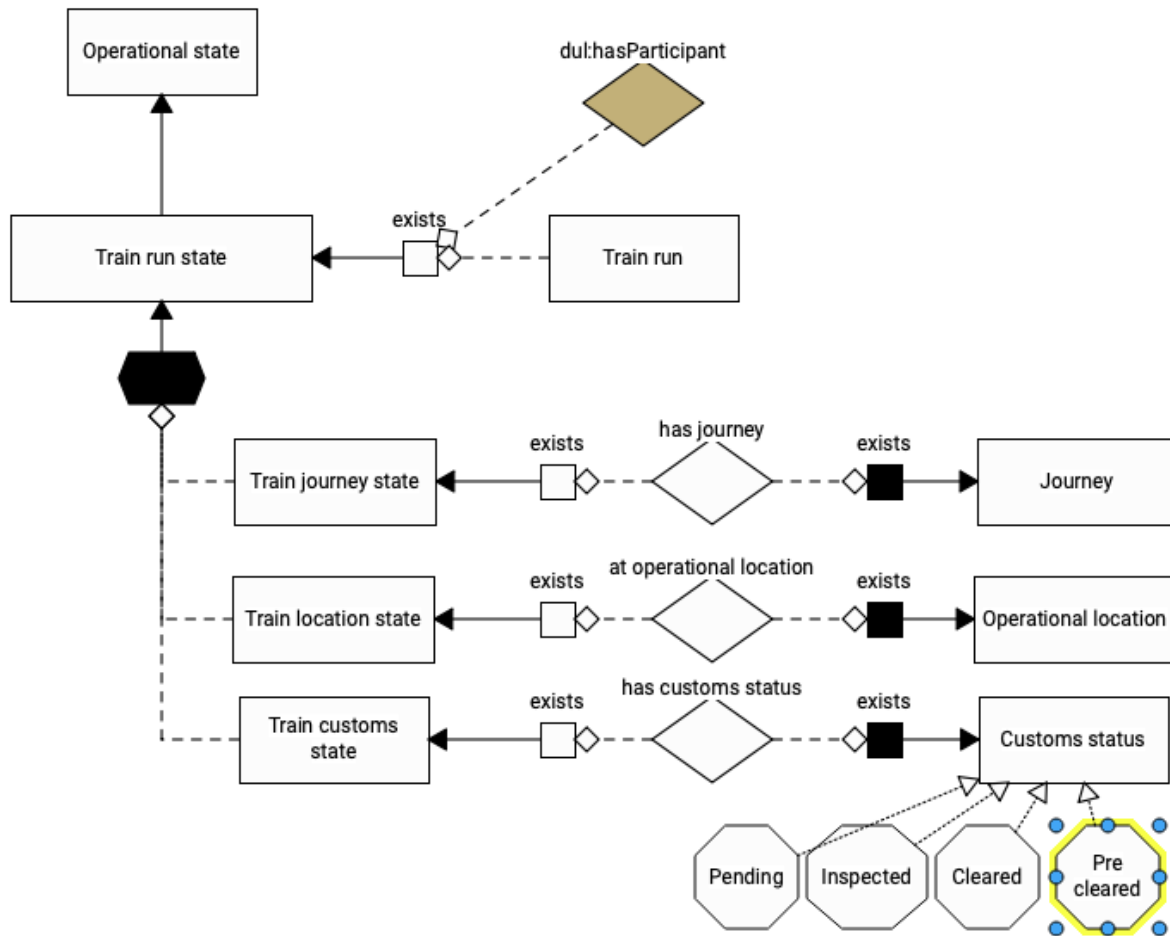 Operational state
dul:hasParticipant
exists
Train run state
Train run
has journey
exists
exists
Train journey state
Journey
at operational location
exists
exists
Train location state
Operational location
has customs status
exists
exists
Train customs
state
Customs status
Pending
Inspected
Cleared
Pre
cleared